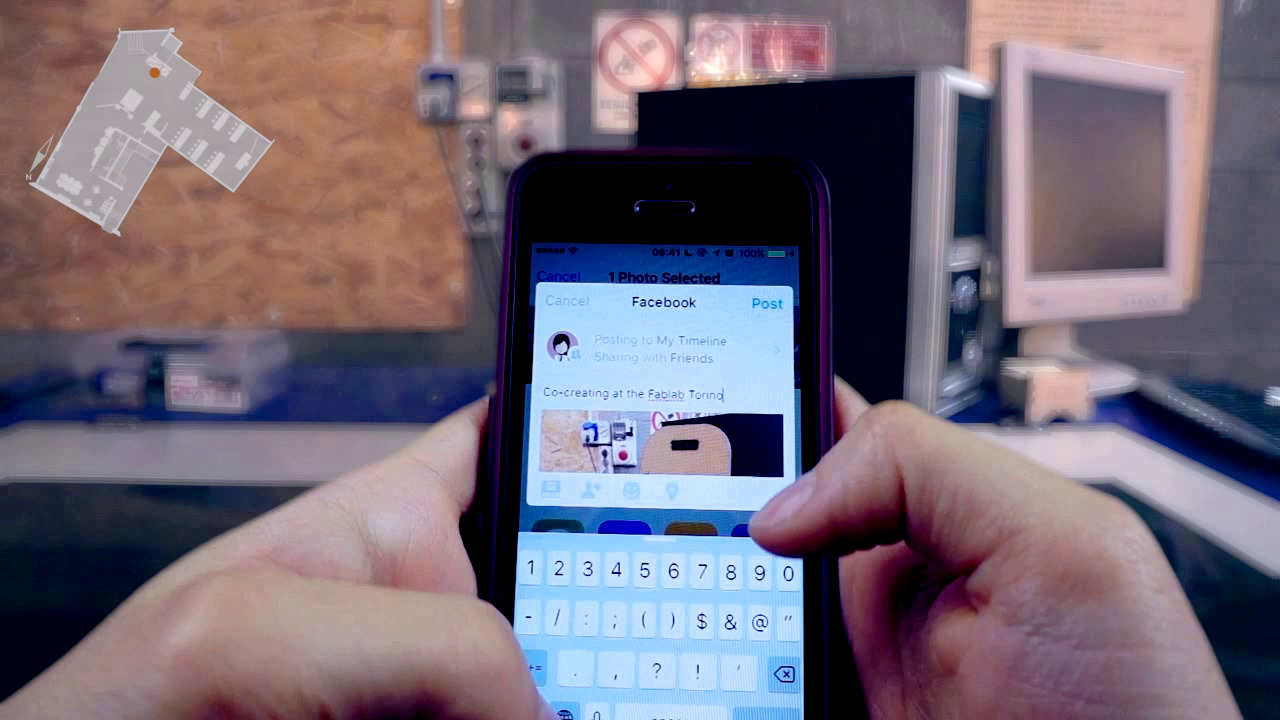 N
09:41 100%
Cancel 1 Photo Selected
Cancel Facebook Post
Posting to My Timeline
Sharing with Friends
Co-creating at the Fablab Torino
1 2 3 4 5 6 7 8 9 0
- / : ; ( ) $ & @ "
. , ? ! '